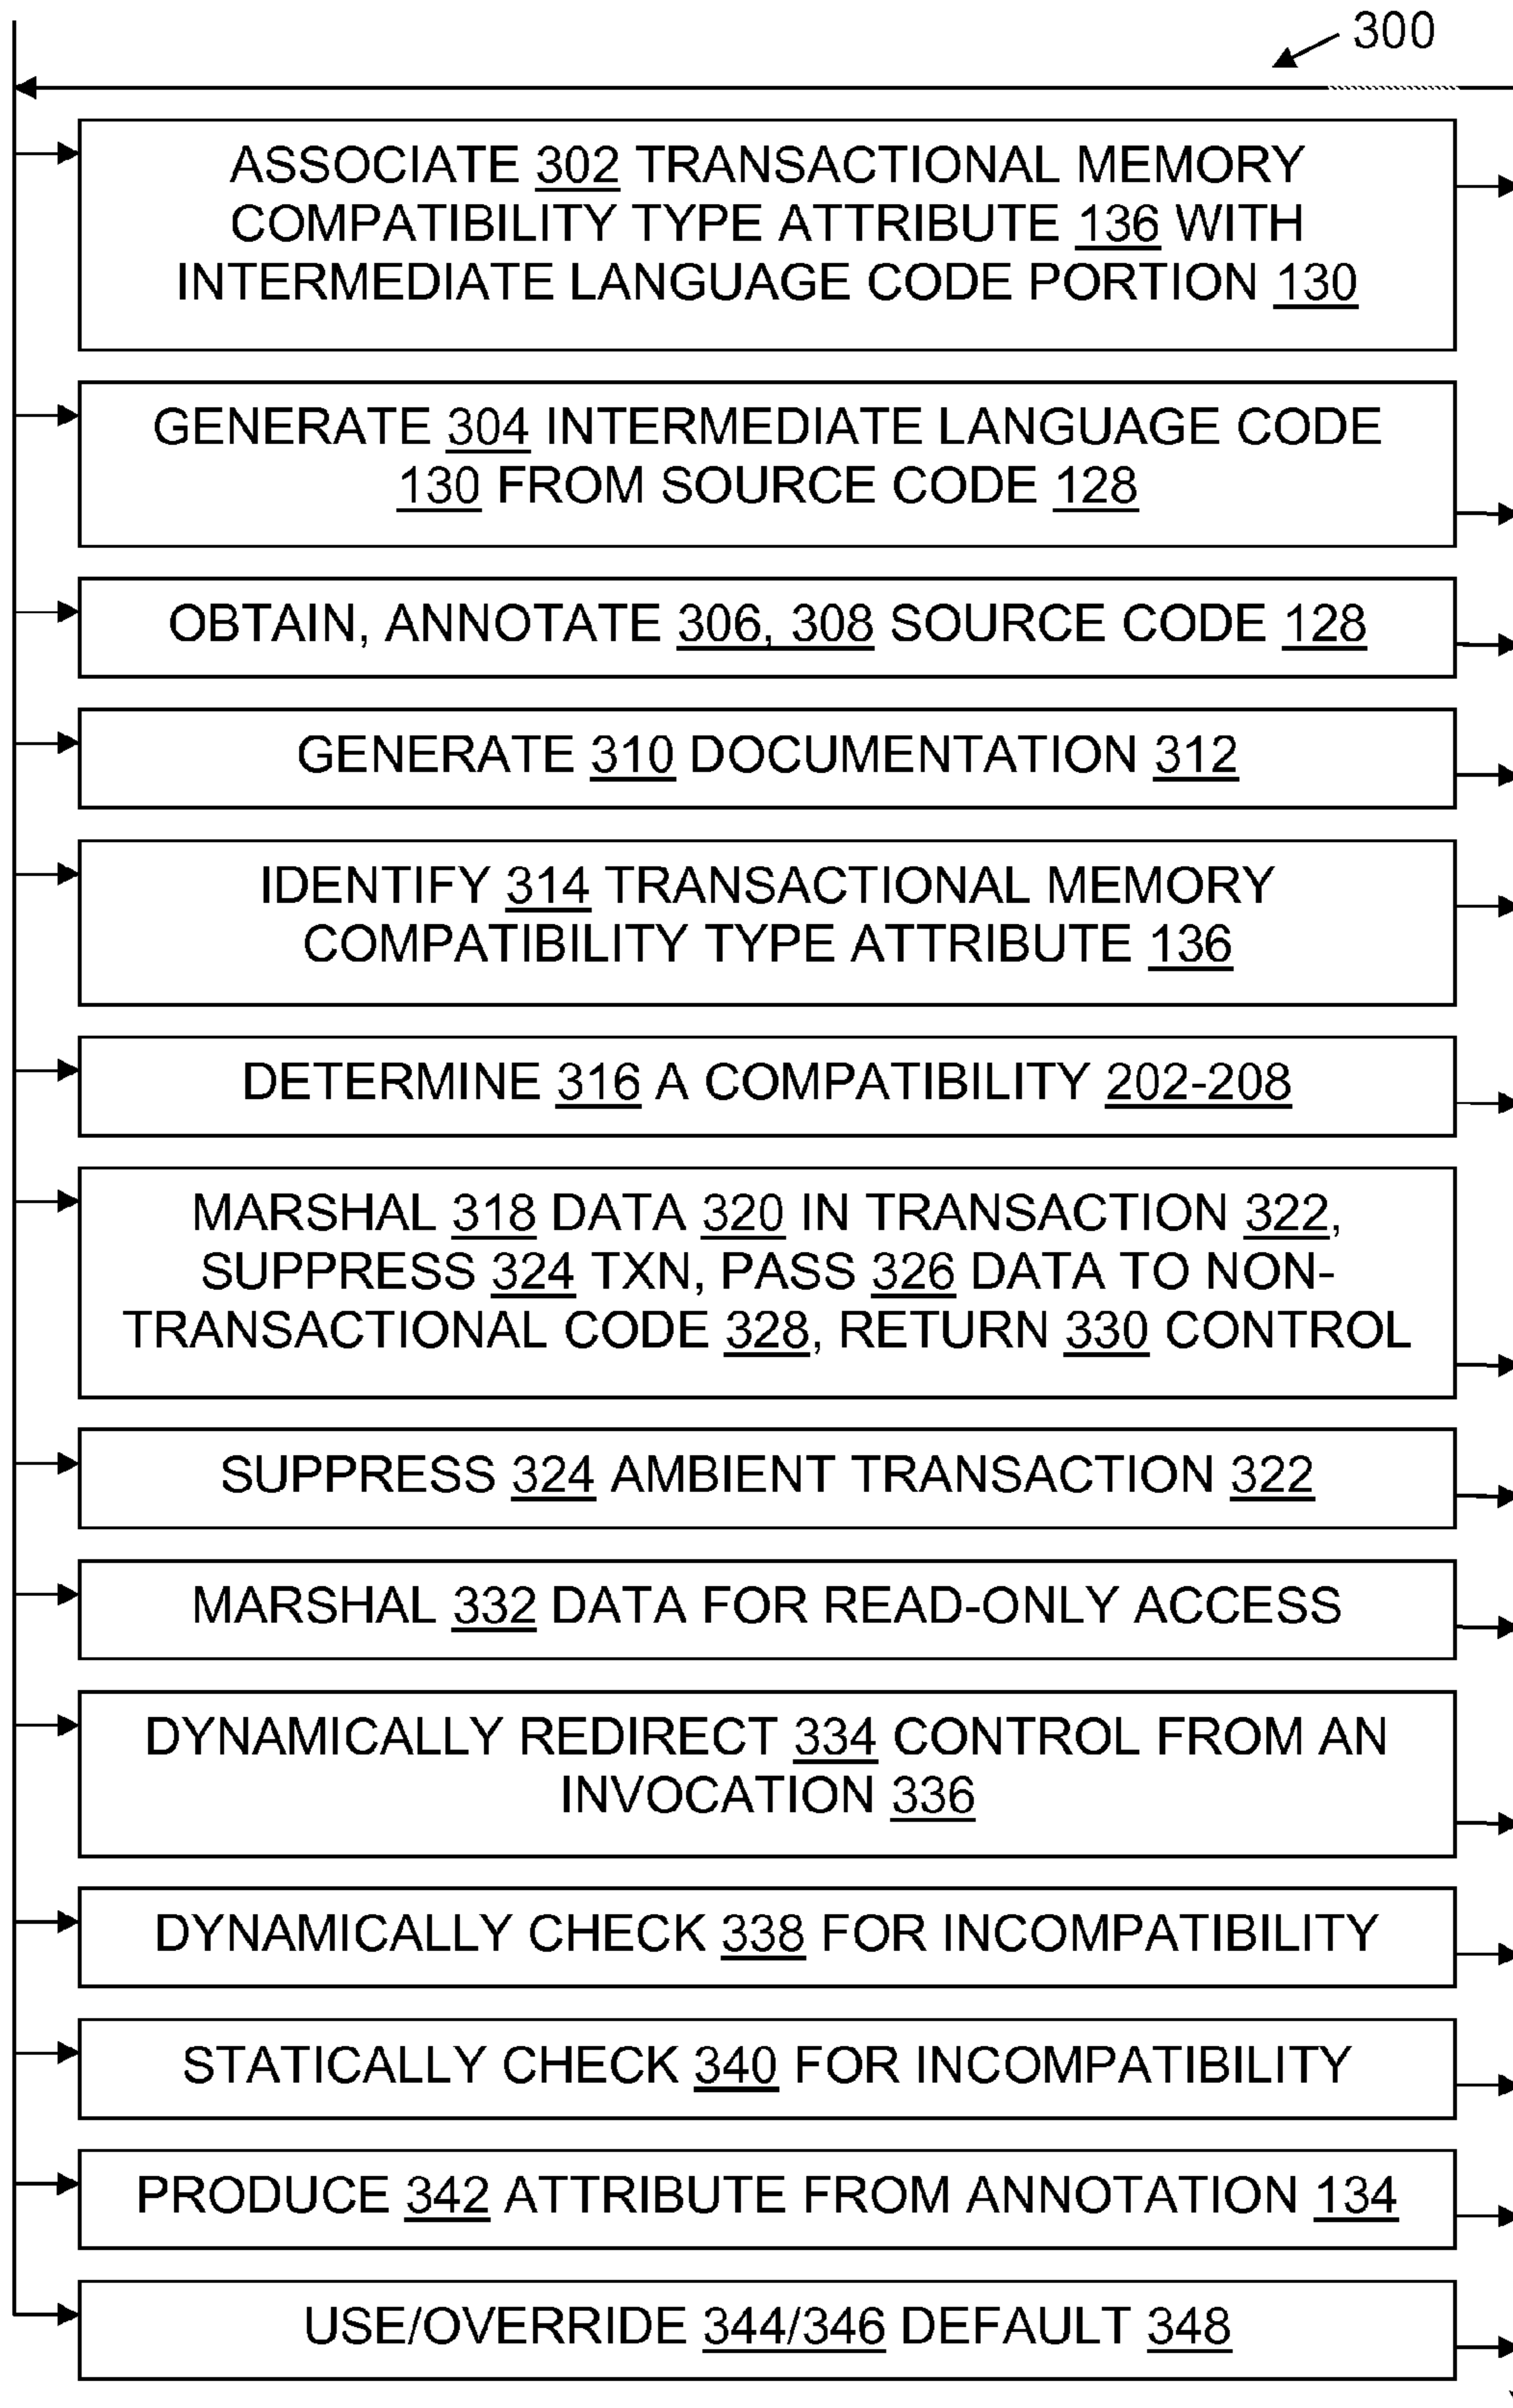 300
ASSOCIATE 302 TRANSACTIONAL MEMORY
COMPATIBILITY TYPE ATTRIBUTE 136 WITH
INTERMEDIATE LANGUAGE CODE PORTION 130
GENERATE 304 INTERMEDIATE LANGUAGE CODE
130 FROM SOURCE CODE 128
OBTAIN, ANNOTATE 306, 308 SOURCE CODE 128
GENERATE 310 DOCUMENTATION 312
IDENTIFY 314 TRANSACTIONAL MEMORY
COMPATIBILITY TYPE ATTRIBUTE 136
DETERMINE 316 A COMPATIBILITY 202-208
MARSHAL 318 DATA 320 IN TRANSACTION 322,
SUPPRESS 324 TXN, PASS 326 DATA TO NON-
TRANSACTIONAL CODE 328, RETURN 330 CONTROL
SUPPRESS 324 AMBIENT TRANSACTION 322
MARSHAL 332 DATA FOR READ-ONLY ACCESS
DYNAMICALLY REDIRECT 334 CONTROL FROM AN
INVOCATION 336
DYNAMICALLY CHECK 338 FOR INCOMPATIBILITY
STATICALLY CHECK 340 FOR INCOMPATIBILITY
PRODUCE 342 ATTRIBUTE FROM ANNOTATION 134
USE/OVERRIDE 344/346 DEFAULT 348